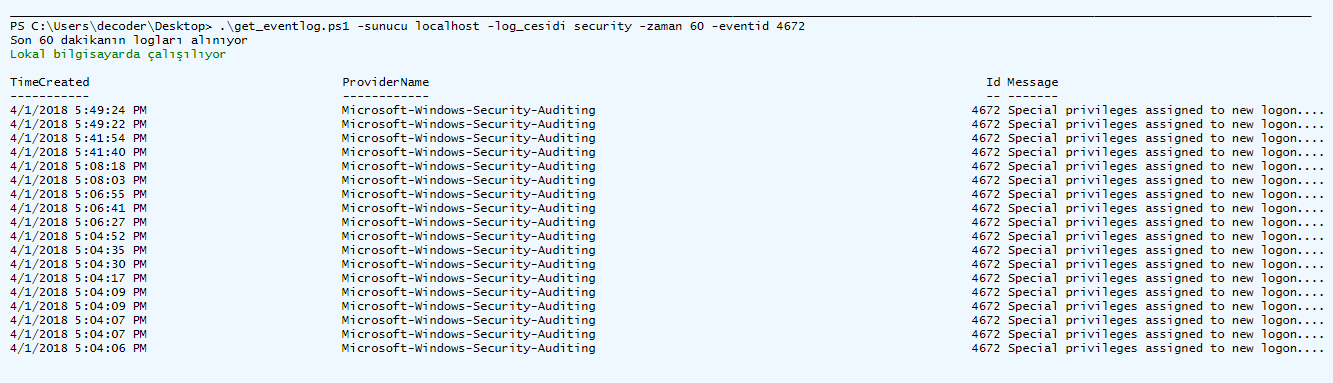 PS C:\Users\decoder\Desktop> .\get_eventlog.ps1 -sunucu localhost -log_cesidi security -zaman 60 -eventid 4672
Son 60 dakikanın logları alınıyor
Lokal bilgisayarda çalışılıyor
TimeCreated ProviderName Id Message
----------- ------------ -- -------
4/1/2018 5:49:24 PM Microsoft-Windows-Security-Auditing 4672 Special privileges assigned to new logon....
4/1/2018 5:49:22 PM Microsoft-Windows-Security-Auditing 4672 Special privileges assigned to new logon....
4/1/2018 5:41:54 PM Microsoft-Windows-Security-Auditing 4672 Special privileges assigned to new logon....
4/1/2018 5:41:40 PM Microsoft-Windows-Security-Auditing 4672 Special privileges assigned to new logon....
4/1/2018 5:08:18 PM Microsoft-Windows-Security-Auditing 4672 Special privileges assigned to new logon....
4/1/2018 5:08:03 PM Microsoft-Windows-Security-Auditing 4672 Special privileges assigned to new logon....
4/1/2018 5:06:55 PM Microsoft-Windows-Security-Auditing 4672 Special privileges assigned to new logon....
4/1/2018 5:06:41 PM Microsoft-Windows-Security-Auditing 4672 Special privileges assigned to new logon....
4/1/2018 5:06:27 PM Microsoft-Windows-Security-Auditing 4672 Special privileges assigned to new logon....
4/1/2018 5:04:52 PM Microsoft-Windows-Security-Auditing 4672 Special privileges assigned to new logon....
4/1/2018 5:04:35 PM Microsoft-Windows-Security-Auditing 4672 Special privileges assigned to new logon....
4/1/2018 5:04:30 PM Microsoft-Windows-Security-Auditing 4672 Special privileges assigned to new logon....
4/1/2018 5:04:17 PM Microsoft-Windows-Security-Auditing 4672 Special privileges assigned to new logon....
4/1/2018 5:04:09 PM Microsoft-Windows-Security-Auditing 4672 Special privileges assigned to new logon....
4/1/2018 5:04:09 PM Microsoft-Windows-Security-Auditing 4672 Special privileges assigned to new logon....
4/1/2018 5:04:07 PM Microsoft-Windows-Security-Auditing 4672 Special privileges assigned to new logon....
4/1/2018 5:04:07 PM Microsoft-Windows-Security-Auditing 4672 Special privileges assigned to new logon....
4/1/2018 5:04:06 PM Microsoft-Windows-Security-Auditing 4672 Special privileges assigned to new logon....